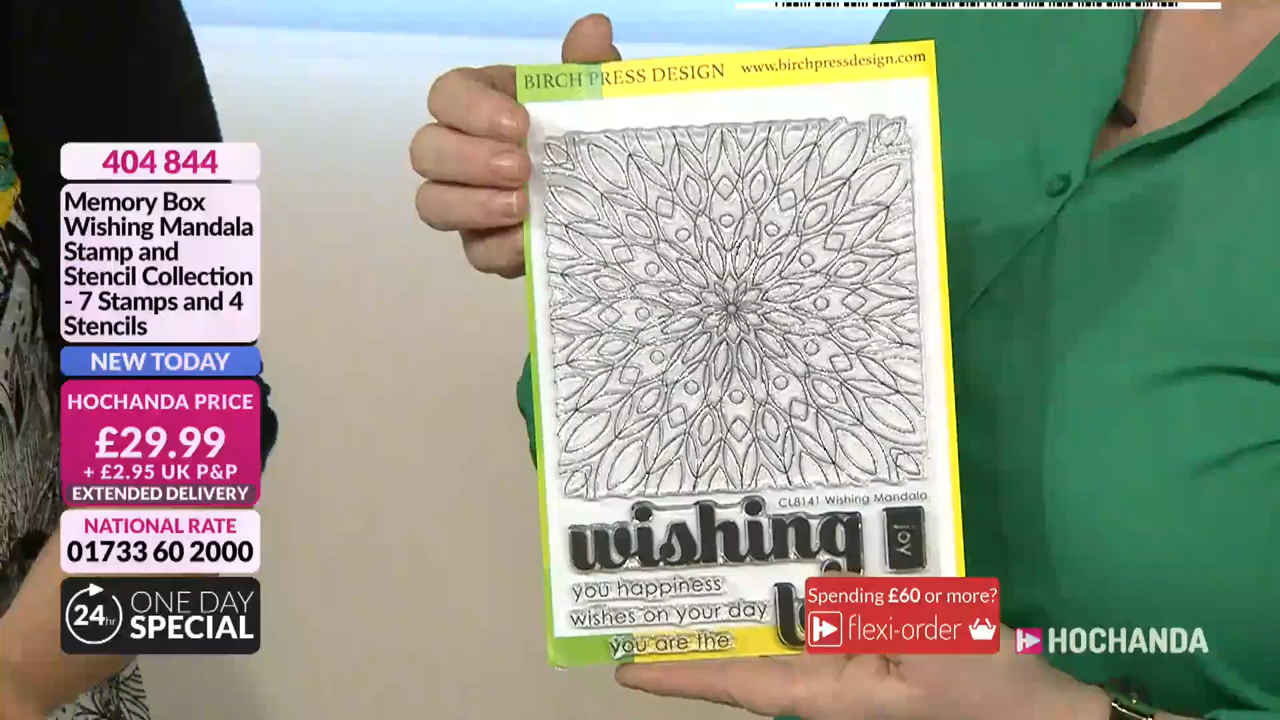 404 844
Memory Box
Wishing Mandala
Stamp and
Stencil Collection
- 7 Stamps and 4
Stencils
NEW TODAY
HOCHANDA PRICE
£29.99
+ £2.95 UK P&P
EXTENDED DELIVERY
NATIONAL RATE
01733 60 2000
24hr
ONE DAY
SPECIAL
BIRCH PRESS DESIGN www.birchpressdesign.com
CL8141 Wishing Mandala
wishing
joy
you happiness
wishes on your day
you are the
Spending £60 or more?
flexi-order
HOCHANDA